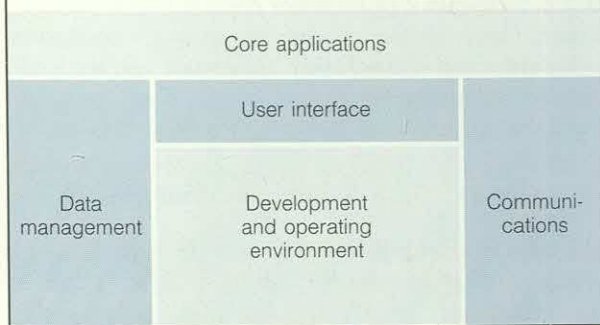 Core applications
User interface
Data
management
Development
and operating
environment
Communi-
cations